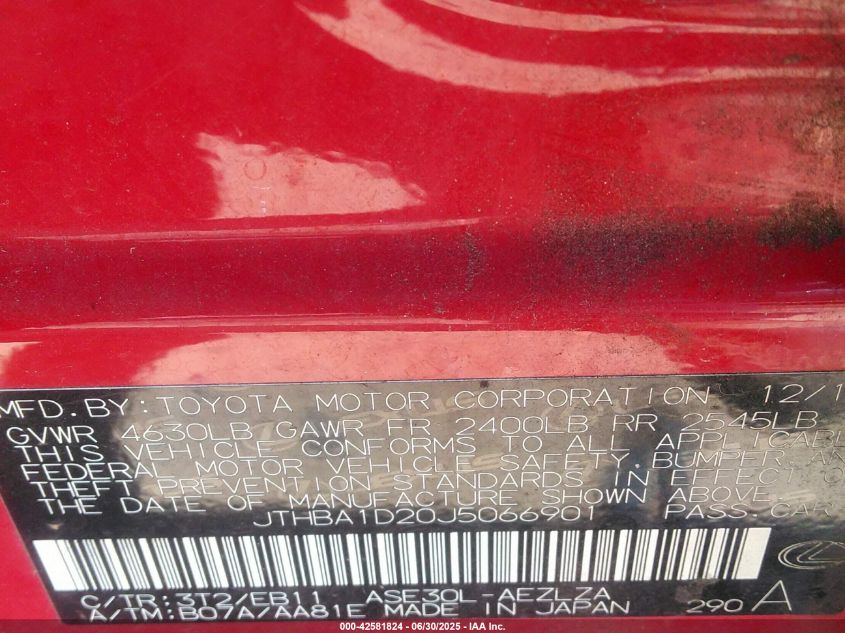 MFD. BY: TOYOTA MOTOR CORPORATION 12/1
GVWR 4630LB GAWR FR 2400LB RR 2545LB
THIS VEHICLE CONFORMS TO ALL APPLICABL
FEDERAL MOTOR VEHICLE SAFETY, BUMPER, AN
THEFT PREVENTION STANDARDS IN EFFECT O
THE DATE OF MANUFACTURE SHOWN ABOVE.
JTHBA1D20J5066901 PASS. CAR
C/TR: 3T2/EB11 ASE30L-AEZLZA
A/TM: B07A/AA81E MADE IN JAPAN 290 A
000-42581824 | 06/30/2025 - IAA Inc.